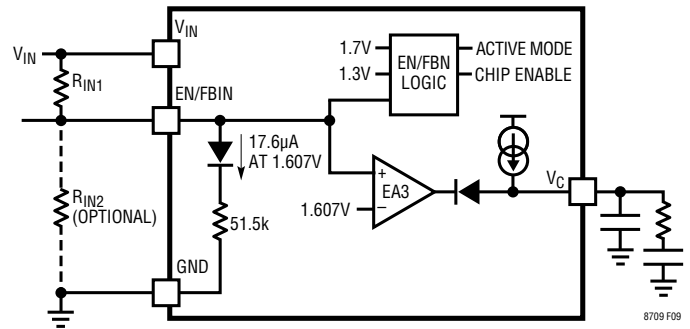 VIN
VIN
RIN1
EN/FBIN
17.6µA
AT 1.607V
RIN2
(OPTIONAL)
51.5k
GND
1.7V
1.3V
EN/FBN
LOGIC
ACTIVE MODE
CHIP ENABLE
+
EA3
–
1.607V
VC
8709 F09